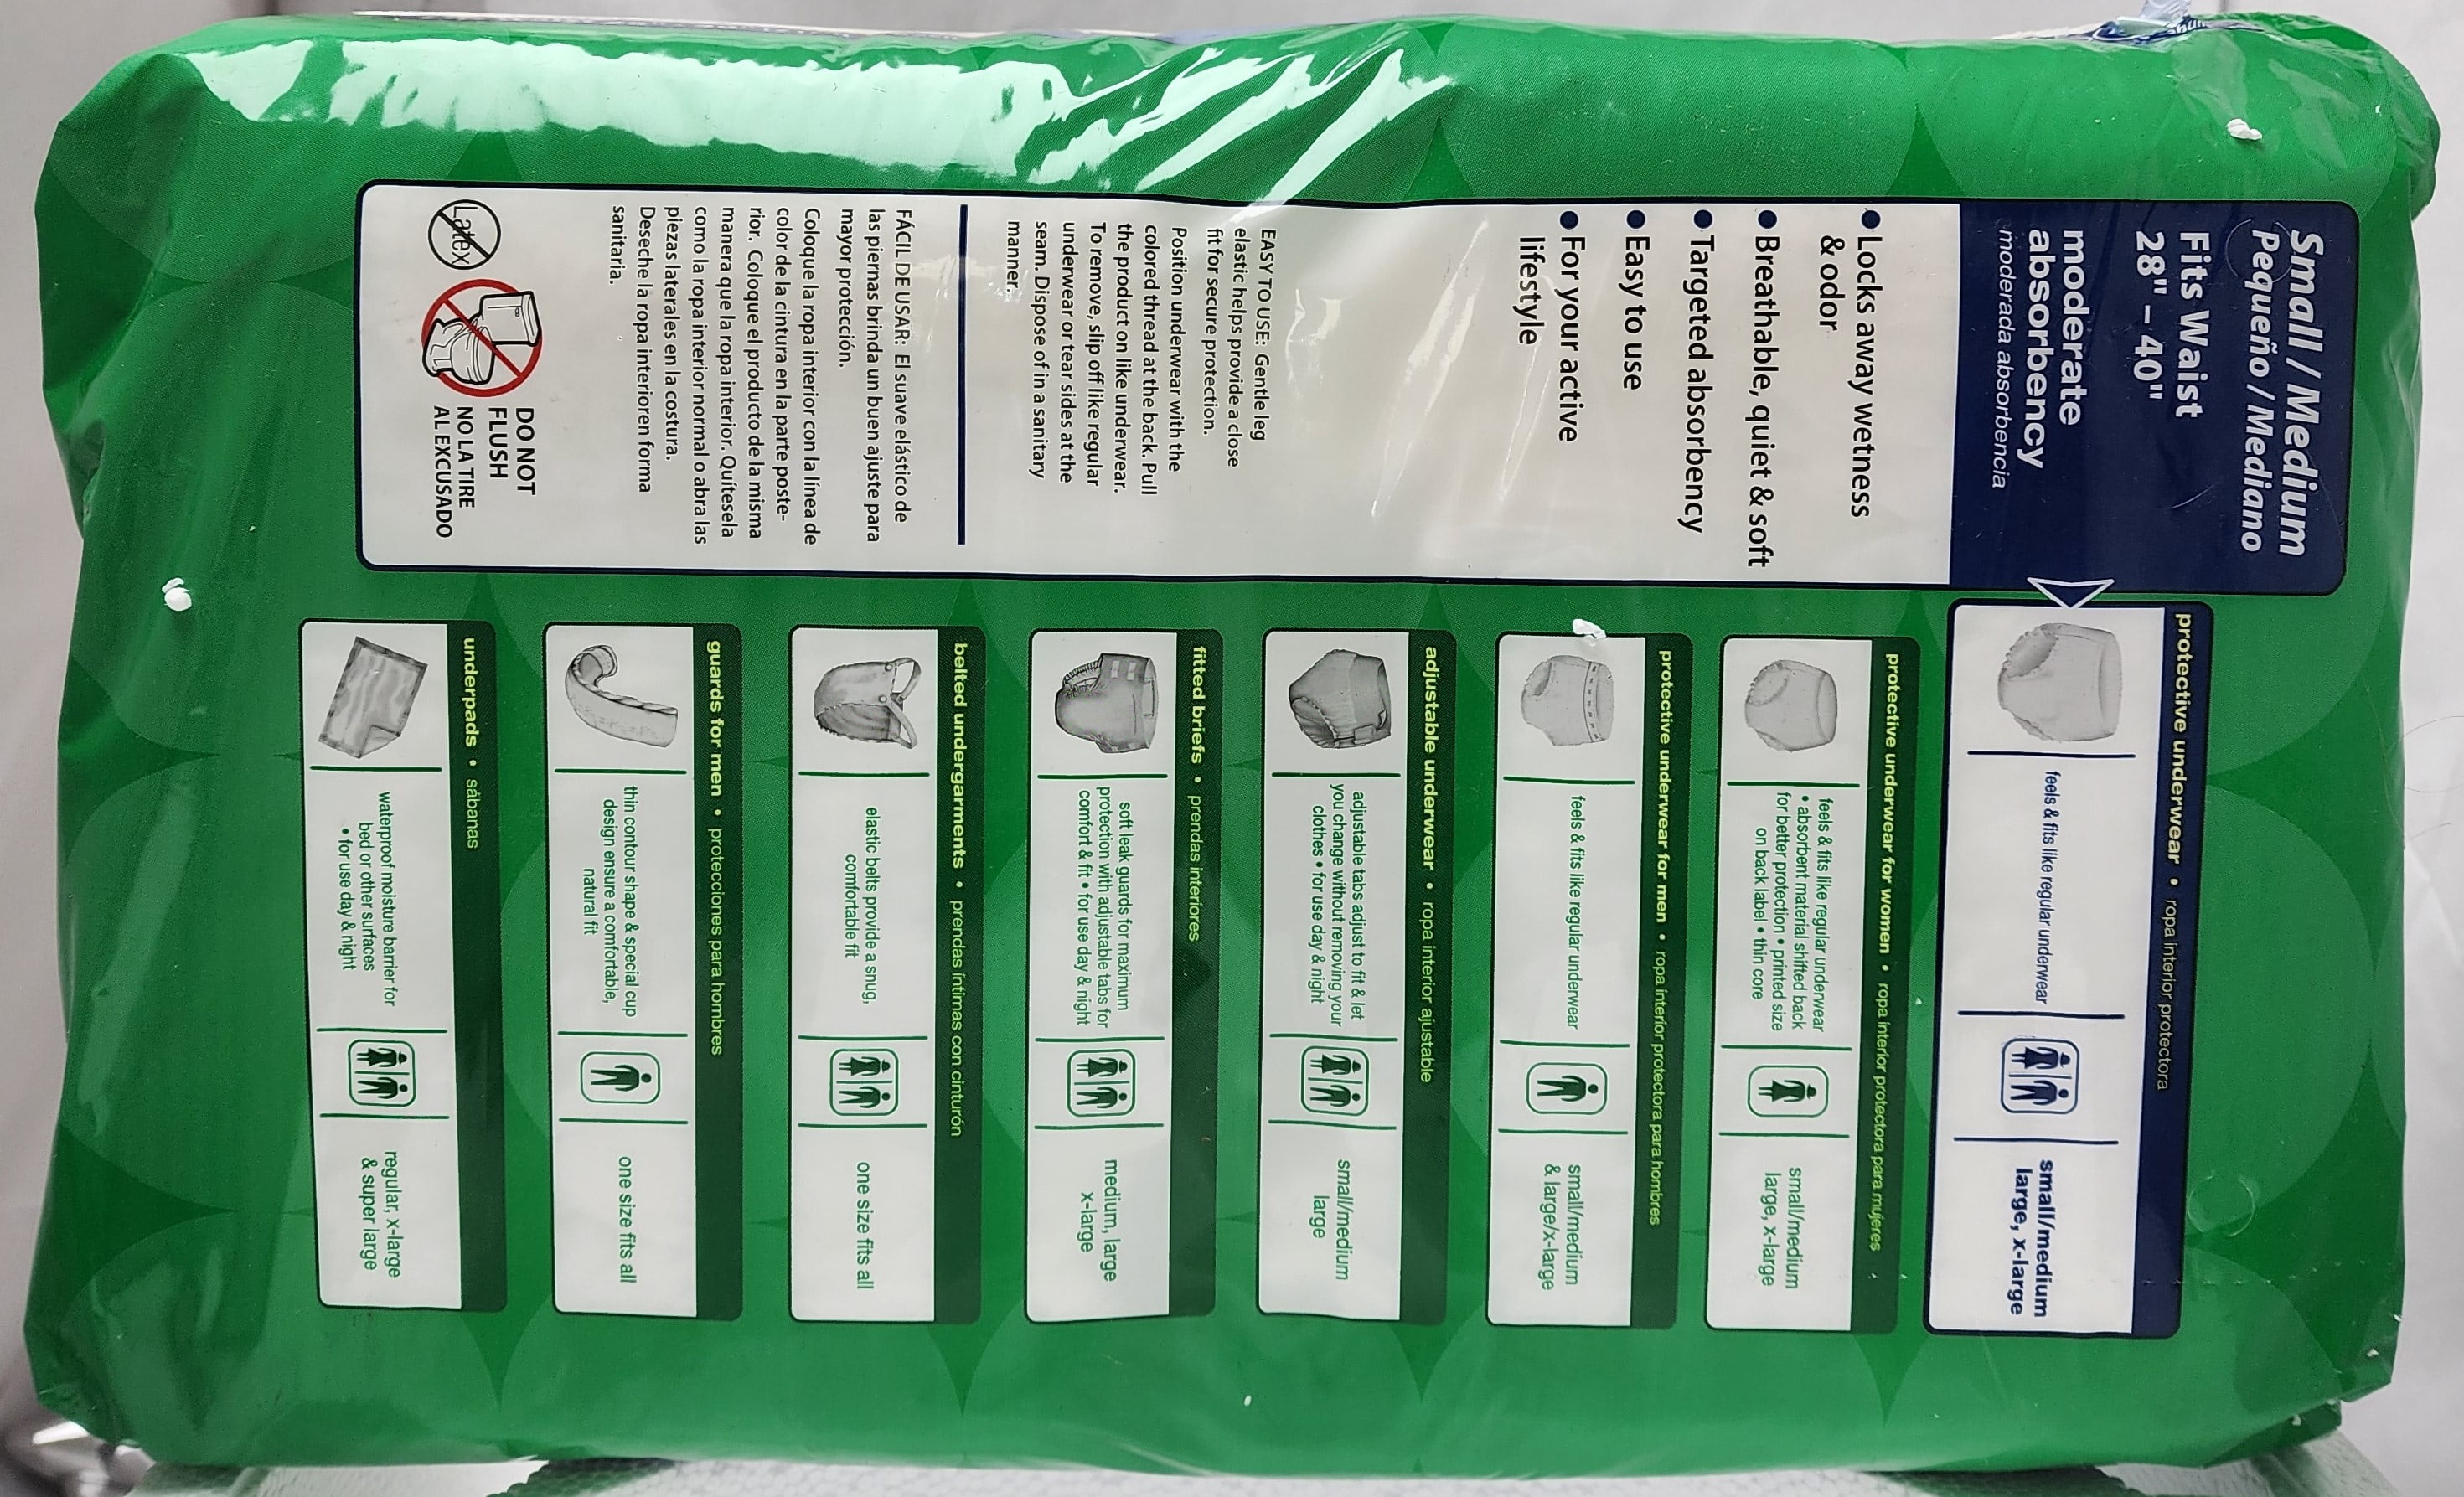 Small / Medium
Pequeño / Mediano
Fits Waist
28" – 40"
moderate
absorbency
moderada absorbencia
• Locks away wetness
& odor
• Breathable, quiet & soft
• Targeted absorbency
• Easy to use
• For your active
lifestyle
EASY TO USE: Gentle leg
elastic helps provide a close
fit for secure protection.
Position underwear with the
colored thread at the back. Pull
the product on like underwear.
To remove, slip off like regular
underwear or tear sides at the
seam. Dispose of in a sanitary
manner.
FÁCIL DE USAR: El suave elástico de
las piernas brinda un buen ajuste para
mayor protección.
Coloque la ropa interior con la línea de
color de la cintura en la parte poste-
rior. Coloque el producto de la misma
manera que la ropa interior. Quítesela
como la ropa interior normal o abra las
piezas laterales en la costura.
Deseche la ropa interioren forma
sanitaria.
Latex
DO NOT
FLUSH
NO LA TIRE
AL EXCUSADO
protective underwear • ropa interior protectora
feels & fits like regular underwear
small/medium
large, x-large
protective underwear for women • ropa interior protectora para mujeres
feels & fits like regular underwear
• absorbent material shifted back
for better protection • printed size
on back label • thin core
small/medium
large, x-large
protective underwear for men • ropa interior protectora para hombres
feels & fits like regular underwear
small/medium
& large/x-large
adjustable underwear • ropa interior ajustable
adjustable tabs adjust to fit & let
you change without removing your
clothes • for use day & night
small/medium
large
fitted briefs • prendas interiores
soft leak guards for maximum
protection with adjustable tabs for
comfort & fit • for use day & night
medium, large
x-large
belted undergarments • prendas íntimas con cinturón
elastic belts provide a snug,
comfortable fit
one size fits all
guards for men • protecciones para hombres
thin contour shape & special cup
design ensure a comfortable,
natural fit
one size fits all
underpads • sábanas
waterproof moisture barrier for
bed or other surfaces
• for use day & night
regular, x-large
& super large